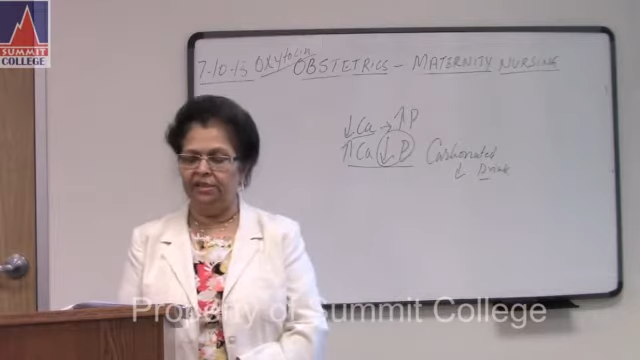 SUMMIT
COLLEGE
7-10-13 Oxytocin OBSTETRICS - MATERNITY NURSING
↓Ca → ↑P
↑Ca ↓P Carbonated
Drink
Property of Summit College